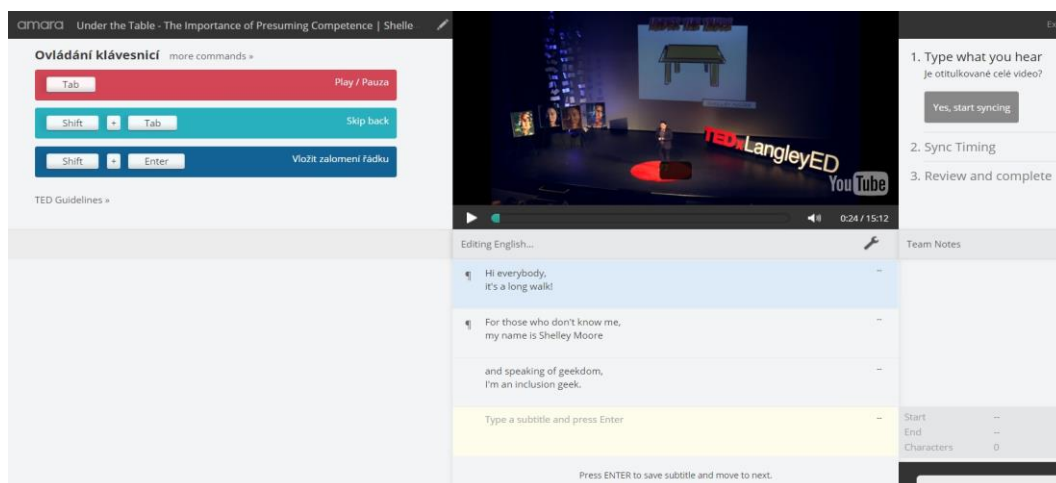 amara Under the Table - The Importance of Presuming Competence | Shelle
Ovládání klávesnicí more commands »
Tab Play / Pauza
Shift + Tab Skip back
Shift + Enter Vložit zalomení řádku
TED Guidelines »
UNDER THE TABLE
TEDxLangleyED
YouTube
0:24 / 15:12
Editing English...
¶ Hi everybody, --
it's a long walk!
¶ For those who don't know me, --
my name is Shelley Moore
and speaking of geekdom, --
I'm an inclusion geek.
Type a subtitle and press Enter --
Press ENTER to save subtitle and move to next.
Ex
1. Type what you hear
Je otitulkované celé video?
Yes, start syncing
2. Sync Timing
3. Review and complete
Team Notes
Start --
End --
Characters 0